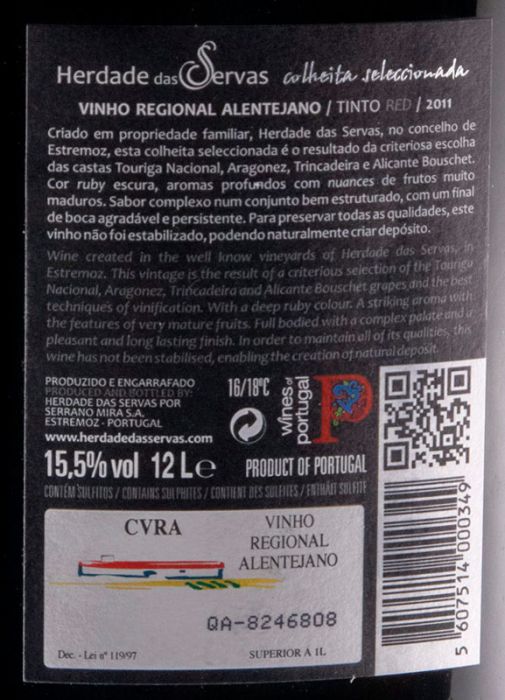 Herdade das Servas colheita seleccionada
VINHO REGIONAL ALENTEJANO / TINTO RED / 2011
Criado em propriedade familiar, Herdade das Servas, no concelho de
Estremoz, esta colheita seleccionada é o resultado da criteriosa escolha
das castas Touriga Nacional, Aragonez, Trincadeira e Alicante Bouschet.
Cor ruby escura, aromas profundos com nuances de frutos muito
maduros. Sabor complexo num conjunto bem estruturado, com um final
de boca agradável e persistente. Para preservar todas as qualidades, este
vinho não foi estabilizado, podendo naturalmente criar depósito.
Wine created in the well know vineyards of Herdade das Servas, in
Estremoz. This vintage is the result of a criterious selection of the Touriga
Nacional, Aragonez, Trincadeira and Alicante Bouschet grapes and the best
techniques of vinification. With a deep ruby colour. A striking aroma with
the features of very mature fruits. Full bodied with a complex palate and a
pleasant and long lasting finish. In order to maintain all of its qualities, this
wine has not been stabilised, enabling the creation of natural deposit.
PRODUZIDO E ENGARRAFADO
PRODUCED AND BOTTLED BY:
HERDADE DAS SERVAS POR
SERRANO MIRA S.A.
ESTREMOZ - PORTUGAL
www.herdadedasservas.com
16/18ºC
wines of
portugal
P
15,5% vol 12 L e PRODUCT OF PORTUGAL
CONTÉM SULFITOS / CONTAINS SULPHITES / CONTIENT DES SULFITES / ENTHÄLT SULFITE
CVRA
VINHO
REGIONAL
ALENTEJANO
QA-8246808
Dec. - Lei nº 119/97
SUPERIOR A 1L
5 607514 000349